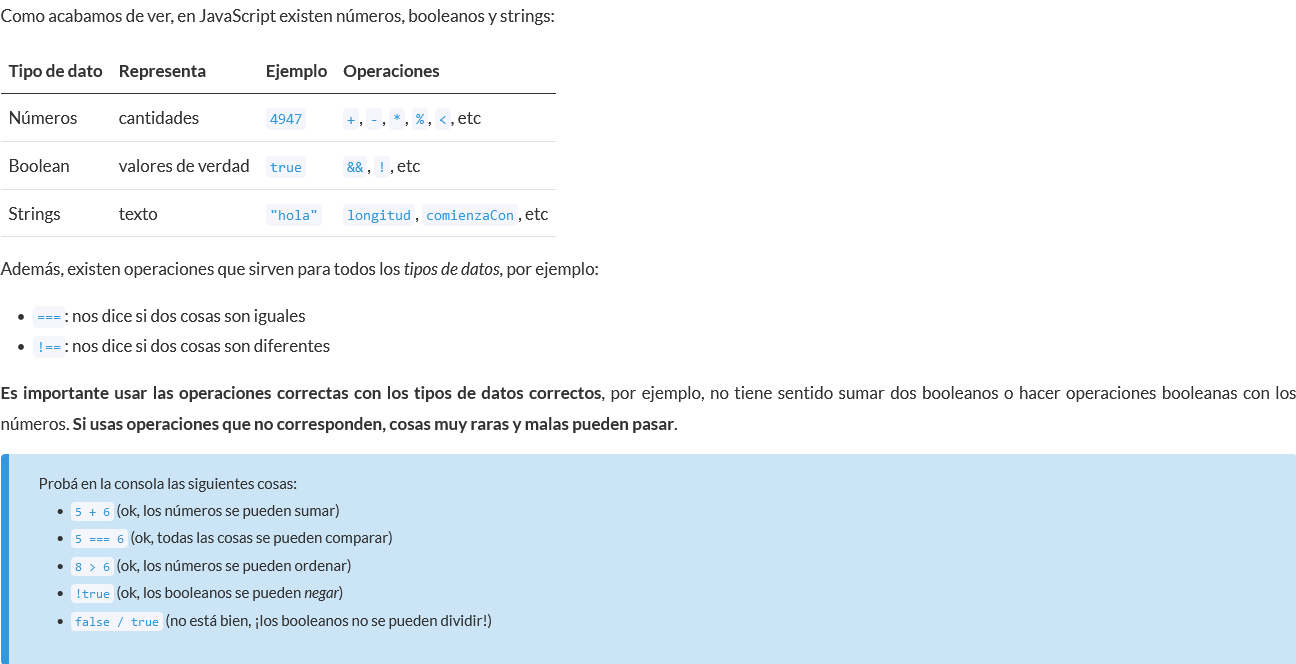 Como acabamos de ver, en JavaScript existen números, booleanos y strings:
Tipo de dato Representa Ejemplo Operaciones
Números cantidades 4947 +, -, *, %, <, etc
Boolean valores de verdad true &&, !, etc
Strings texto "hola" longitud, comienzaCon, etc
Además, existen operaciones que sirven para todos los tipos de datos, por ejemplo:
• ===: nos dice si dos cosas son iguales
• !==: nos dice si dos cosas son diferentes
Es importante usar las operaciones correctas con los tipos de datos correctos, por ejemplo, no tiene sentido sumar dos booleanos o hacer operaciones booleanas con los
números. Si usas operaciones que no corresponden, cosas muy raras y malas pueden pasar.
Probá en la consola las siguientes cosas:
• 5 + 6 (ok, los números se pueden sumar)
• 5 === 6 (ok, todas las cosas se pueden comparar)
• 8 > 6 (ok, los números se pueden ordenar)
• !true (ok, los booleanos se pueden negar)
• false / true (no está bien, ¡los booleanos no se pueden dividir!)